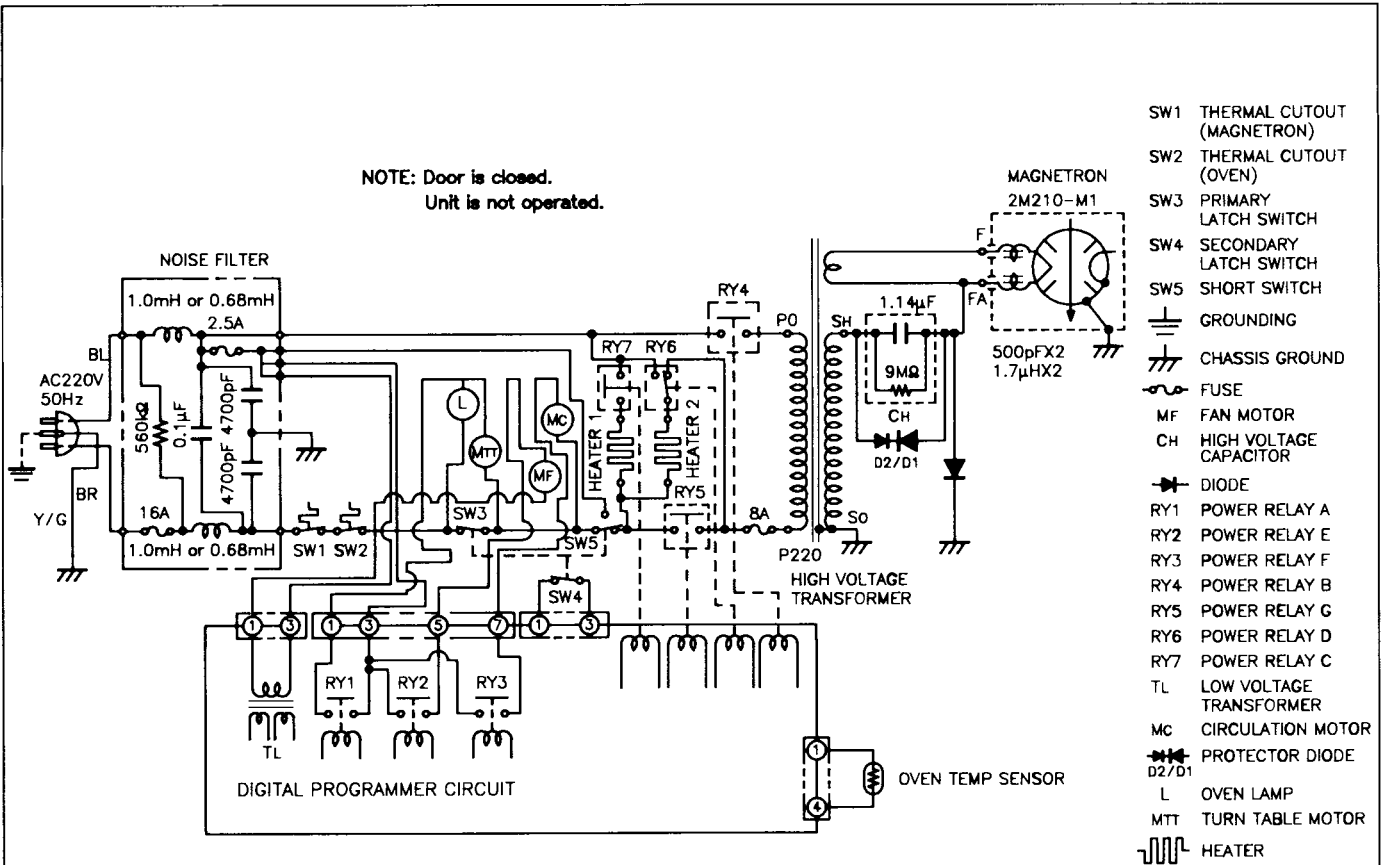 NOTE: Door is closed.
Unit is not operated.
NOISE FILTER
1.0mH or 0.68mH
2.5A
BL
AC220V
50Hz
560kΩ
0.1μF
4700pF
4700pF
BR
Y/G
16A
1.0mH or 0.68mH
SW1
SW2
L
MTT
SW3
MC
MF
SW5
SW4
HEATER 1
HEATER 2
RY7
RY6
RY5
RY4
8A
PO
P220
HIGH VOLTAGE
TRANSFORMER
SH
SO
1.14μF
9MΩ
CH
D2/D1
F
FA
MAGNETRON
2M210-M1
500pFX2
1.7μHX2
1
3
1
3
5
7
1
3
RY1
RY2
RY3
TL
DIGITAL PROGRAMMER CIRCUIT
1
4
OVEN TEMP SENSOR
SW1 THERMAL CUTOUT
(MAGNETRON)
SW2 THERMAL CUTOUT
(OVEN)
SW3 PRIMARY
LATCH SWITCH
SW4 SECONDARY
LATCH SWITCH
SW5 SHORT SWITCH
GROUNDING
CHASSIS GROUND
FUSE
MF FAN MOTOR
CH HIGH VOLTAGE
CAPACITOR
DIODE
RY1 POWER RELAY A
RY2 POWER RELAY E
RY3 POWER RELAY F
RY4 POWER RELAY B
RY5 POWER RELAY G
RY6 POWER RELAY D
RY7 POWER RELAY C
TL LOW VOLTAGE
TRANSFORMER
MC CIRCULATION MOTOR
PROTECTOR DIODE
D2/D1
L OVEN LAMP
MTT TURN TABLE MOTOR
HEATER